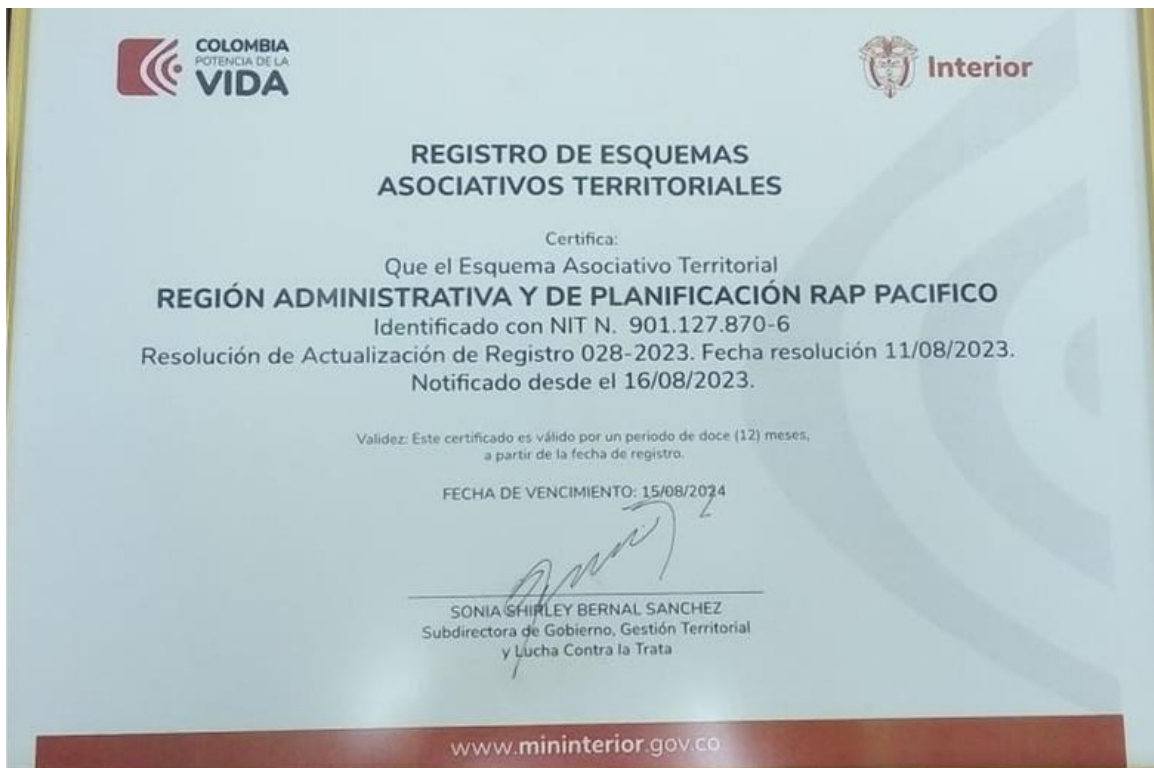 COLOMBIA
POTENCIA DE LA
VIDA
Interior
REGISTRO DE ESQUEMAS
ASOCIATIVOS TERRITORIALES
Certifica:
Que el Esquema Asociativo Territorial
REGIÓN ADMINISTRATIVA Y DE PLANIFICACIÓN RAP PACIFICO
Identificado con NIT N. 901.127.870-6
Resolución de Actualización de Registro 028-2023. Fecha resolución 11/08/2023.
Notificado desde el 16/08/2023.
Validez: Este certificado es válido por un periodo de doce (12) meses,
a partir de la fecha de registro.
FECHA DE VENCIMIENTO: 15/08/2024
SONIA SHIRLEY BERNAL SANCHEZ
Subdirectora de Gobierno, Gestión Territorial
y Lucha Contra la Trata
www.mininterior.gov.co